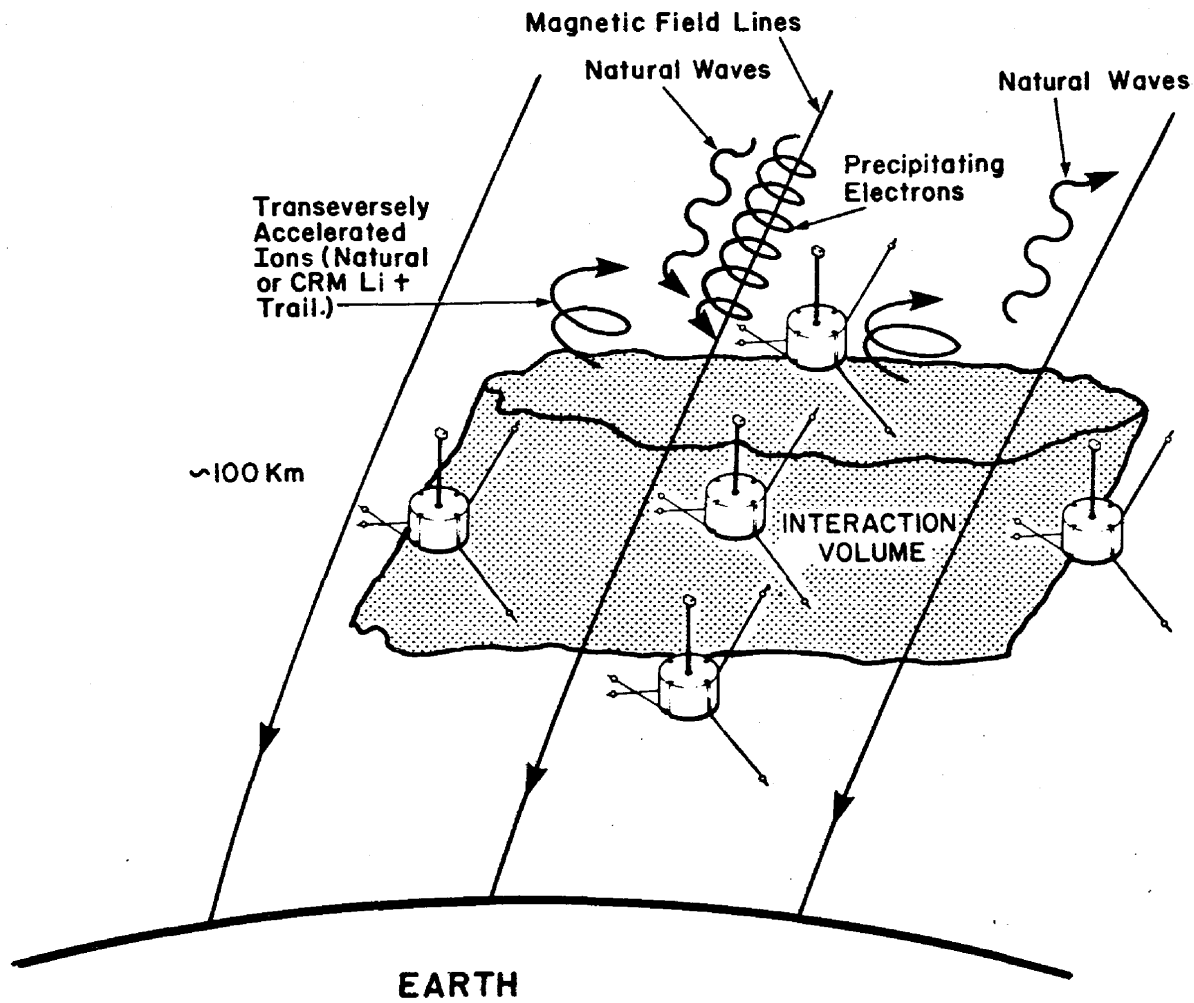 Magnetic Field Lines
Natural Waves
Natural Waves
Precipitating
Electrons
Transeversely
Accelerated
Ions (Natural
or CRM Li +
Trail.)
~100 Km
INTERACTION
VOLUME
EARTH